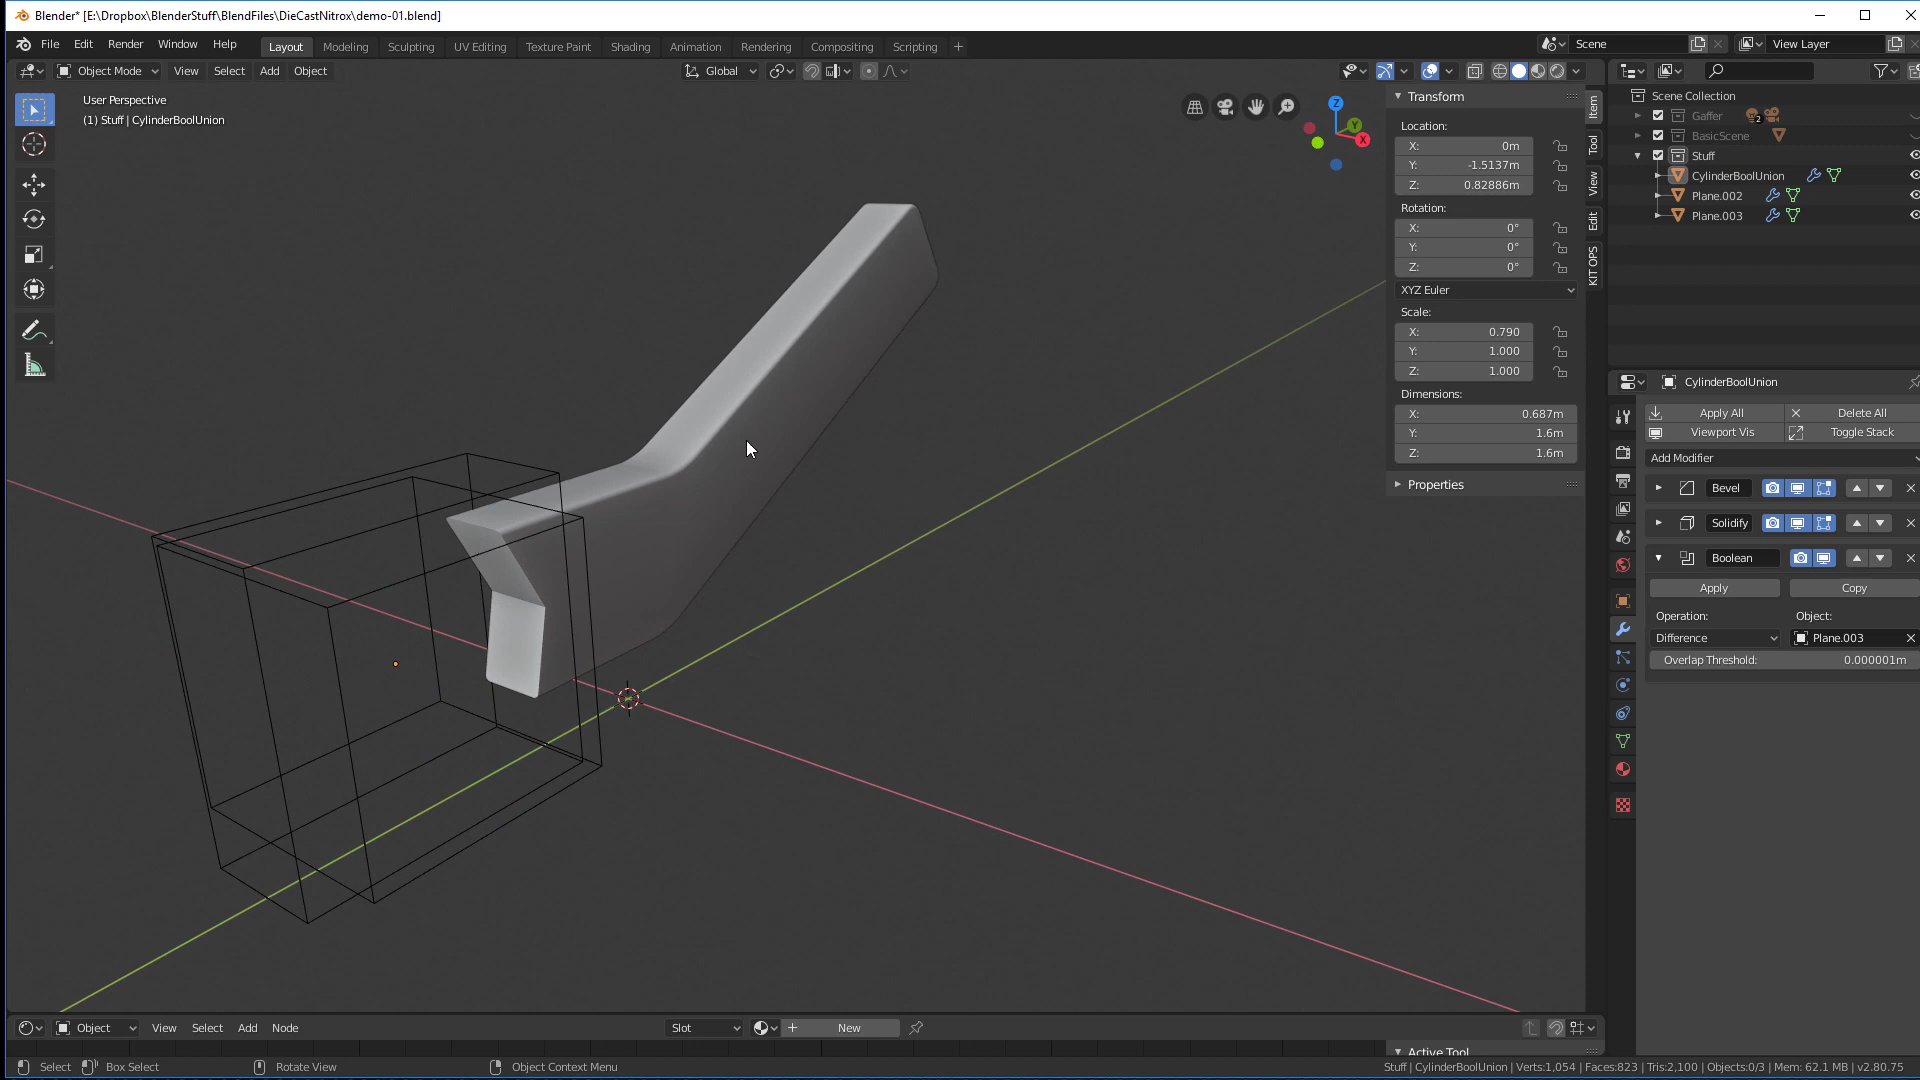 Blender* [E:\Dropbox\BlenderStuff\BlendFiles\DieCastNitrox\demo-01.blend]
File Edit Render Window Help Layout Modeling Sculpting UV Editing Texture Paint Shading Animation Rendering Compositing Scripting + Scene View Layer
Object Mode View Select Add Object Global
User Perspective
(1) Stuff | CylinderBoolUnion
Z
Y
X
Transform
Location:
X: 0m
Y: -1.5137m
Z: 0.82886m
Rotation:
X: 0°
Y: 0°
Z: 0°
XYZ Euler
Scale:
X: 0.790
Y: 1.000
Z: 1.000
Dimensions:
X: 0.687m
Y: 1.6m
Z: 1.6m
Properties
Item
Tool
View
Edit
KIT OPS
Scene Collection
Gaffer 2
BasicScene
Stuff
CylinderBoolUnion
Plane.002
Plane.003
CylinderBoolUnion
Apply All Delete All
Viewport Vis Toggle Stack
Add Modifier
Bevel
Solidify
Boolean
Apply Copy
Operation: Object:
Difference Plane.003
Overlap Threshold: 0.000001m
Object View Select Add Node Slot New
Active Tool
Select Box Select Rotate View Object Context Menu Stuff | CylinderBoolUnion | Verts:1,054 | Faces:823 | Tris:2,100 | Objects:0/3 | Mem: 62.1 MB | v2.80.75